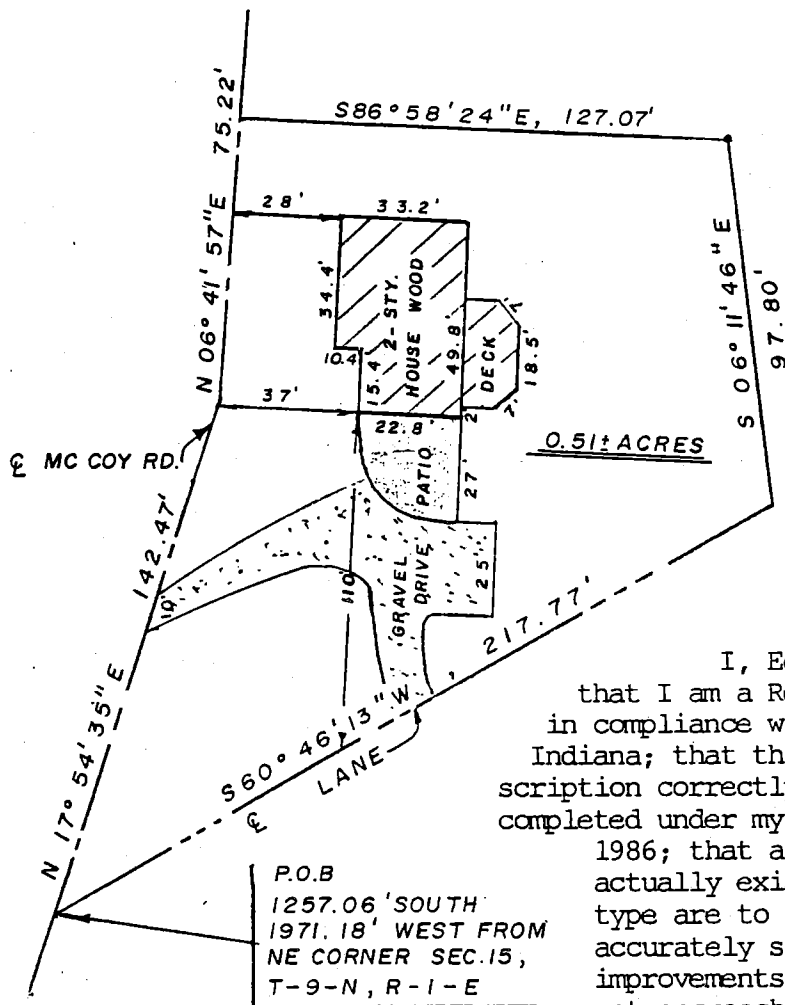 S86°58'24"E, 127.07'
75.22'
N 06°41'57"E
28'
33.2'
34.4'
2-STY.
HOUSE WOOD
49.8'
10.4
15.4
DECK
7'
18.5'
7'
2'
S 06°11'46"E
97.80'
37'
22.8'
0.51± ACRES
℄ MC COY RD.
PATIO
27'
142.47'
N 17°54'35"E
10'
110'
GRAVEL
DRIVE
25'
217.77'
S60°46'13"W
℄ LANE
P.O.B
1257.06'SOUTH
1971.18' WEST FROM
NE CORNER SEC.15,
T-9-N, R-1-E
that I am a Re
in compliance w
Indiana; that th
scription correctly
completed under my
1986; that a
actually exi
type are to
accurately s
improvements